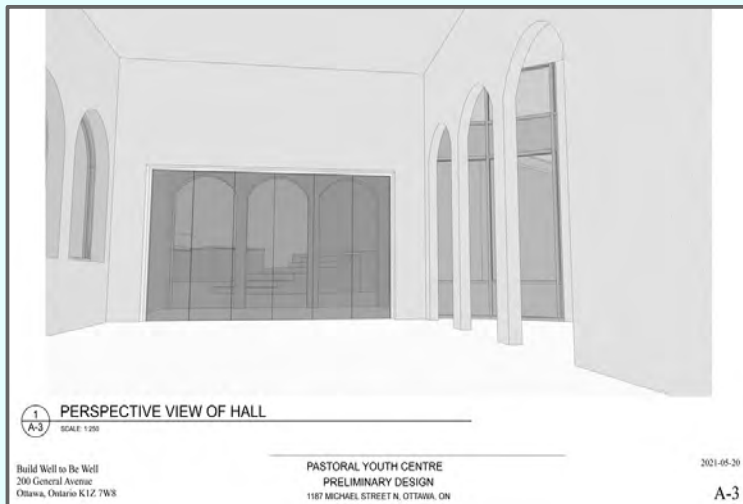 1
A-3
PERSPECTIVE VIEW OF HALL
SCALE: 1:250
Build Well to Be Well
200 General Avenue
Ottawa, Ontario K1Z 7W8
PASTORAL YOUTH CENTRE
PRELIMINARY DESIGN
1187 MICHAEL STREET N, OTTAWA, ON
2021-05-20
A-3